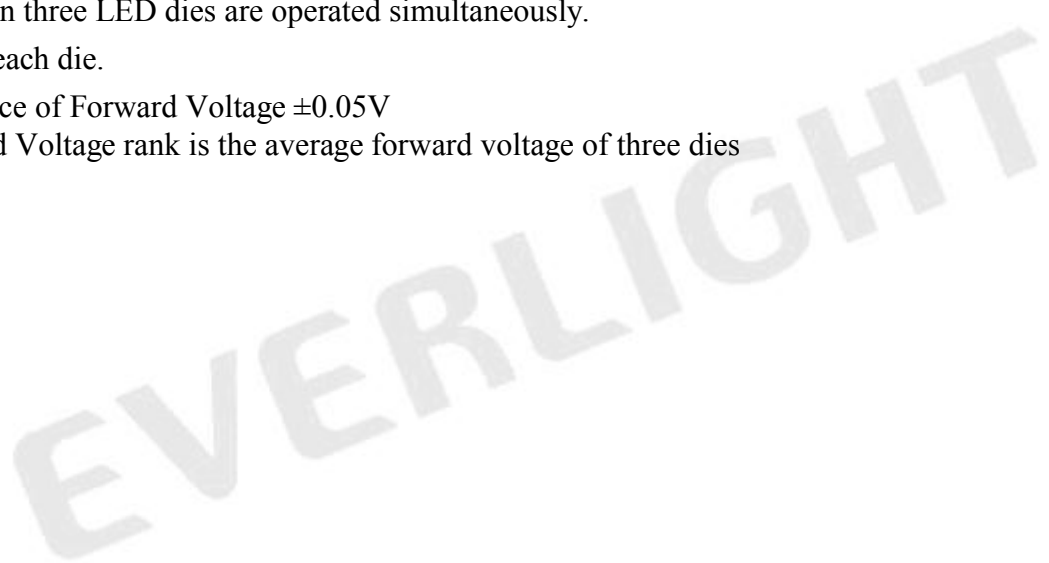 n three LED dies are operated simultaneously.
each die.
ce of Forward Voltage ±0.05V
d Voltage rank is the average forward voltage of three dies
EVERLIGHT